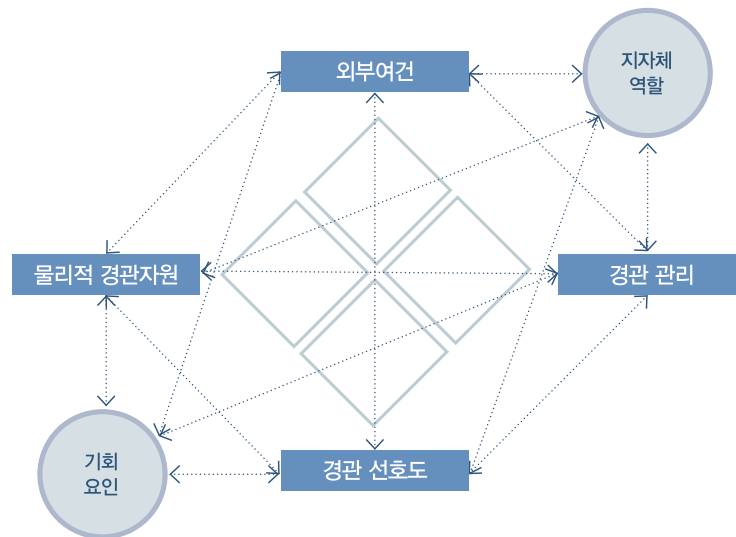 외부여건
지자체
역할
물리적 경관자원
경관 관리
기회
요인
경관 선호도